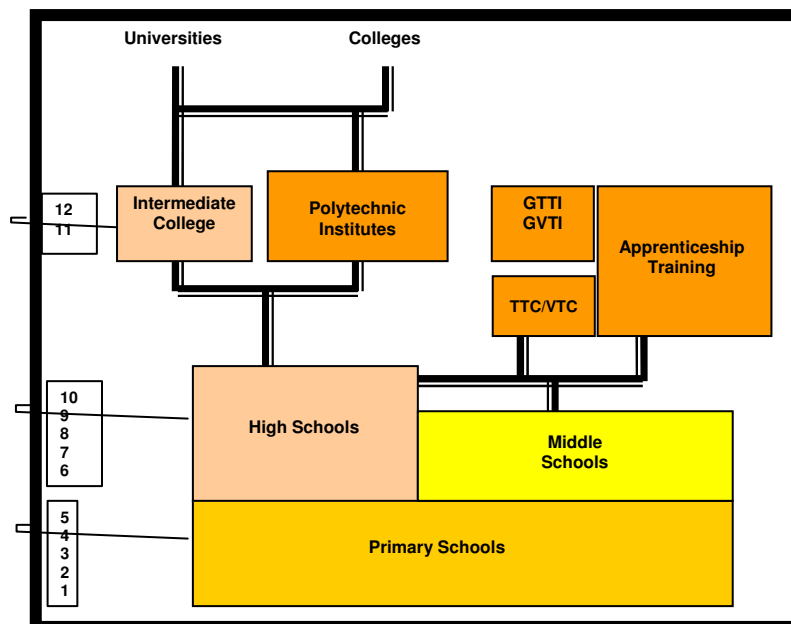 Universities
Colleges
12
11
Intermediate
College
Polytechnic
Institutes
GTTI
GVTI
Apprenticeship
Training
TTC/VTC
10
9
8
7
6
High Schools
Middle
Schools
5
4
3
2
1
Primary Schools